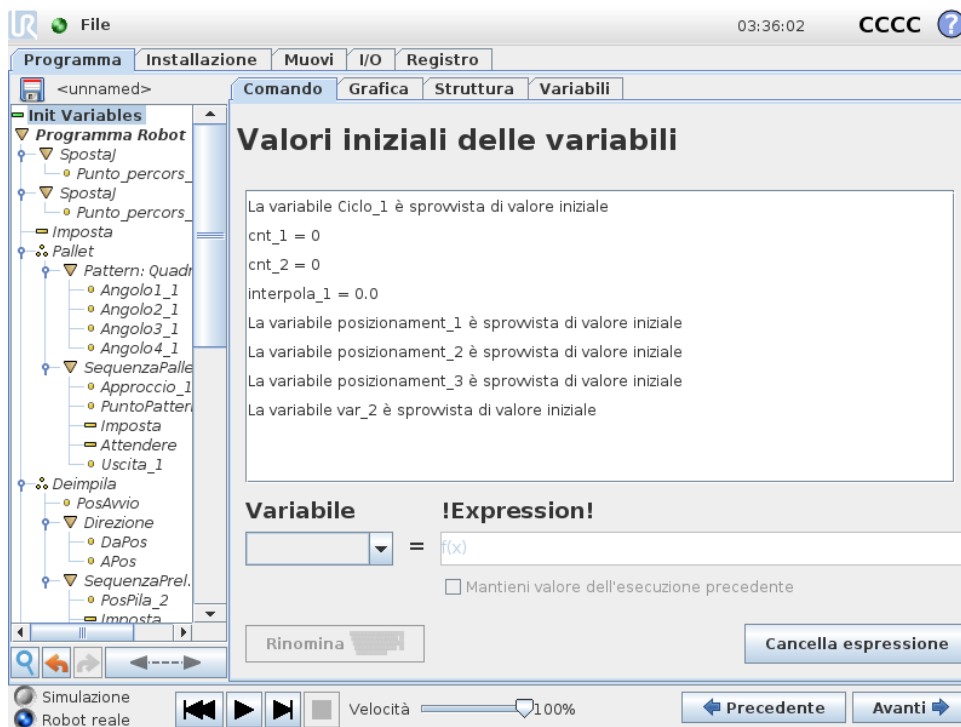 UR File 03:36:02 CCCC ?
Programma Installazione Muovi I/O Registro
<unnamed>
Comando Grafica Struttura Variabili
Init Variables
Programma Robot
SpostaJ
Punto_percors_
SpostaJ
Punto_percors_
Imposta
Pallet
Pattern: Quadr
Angolo1_1
Angolo2_1
Angolo3_1
Angolo4_1
SequenzaPalle
Approccio_1
PuntoPatter
Imposta
Attendere
Uscita_1
Deimpila
PosAvvio
Direzione
DaPos
APos
SequenzaPrel.
PosPila_2
Imposta
Valori iniziali delle variabili
La variabile Ciclo_1 è sprovvista di valore iniziale
cnt_1 = 0
cnt_2 = 0
interpola_1 = 0.0
La variabile posizionament_1 è sprovvista di valore iniziale
La variabile posizionament_2 è sprovvista di valore iniziale
La variabile posizionament_3 è sprovvista di valore iniziale
La variabile var_2 è sprovvista di valore iniziale
Variabile !Expression!
= f(x)
Mantieni valore dell'esecuzione precedente
Rinomina
Cancella espressione
Simulazione
Robot reale
Velocità 100%
Precedente Avanti